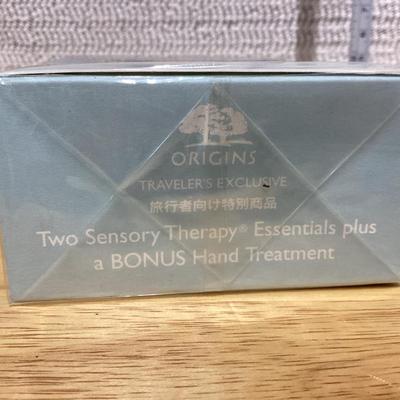 ORIGINS
TRAVELER'S EXCLUSIVE
旅行者向け特別商品
Two Sensory Therapy® Essentials plus
a BONUS Hand Treatment